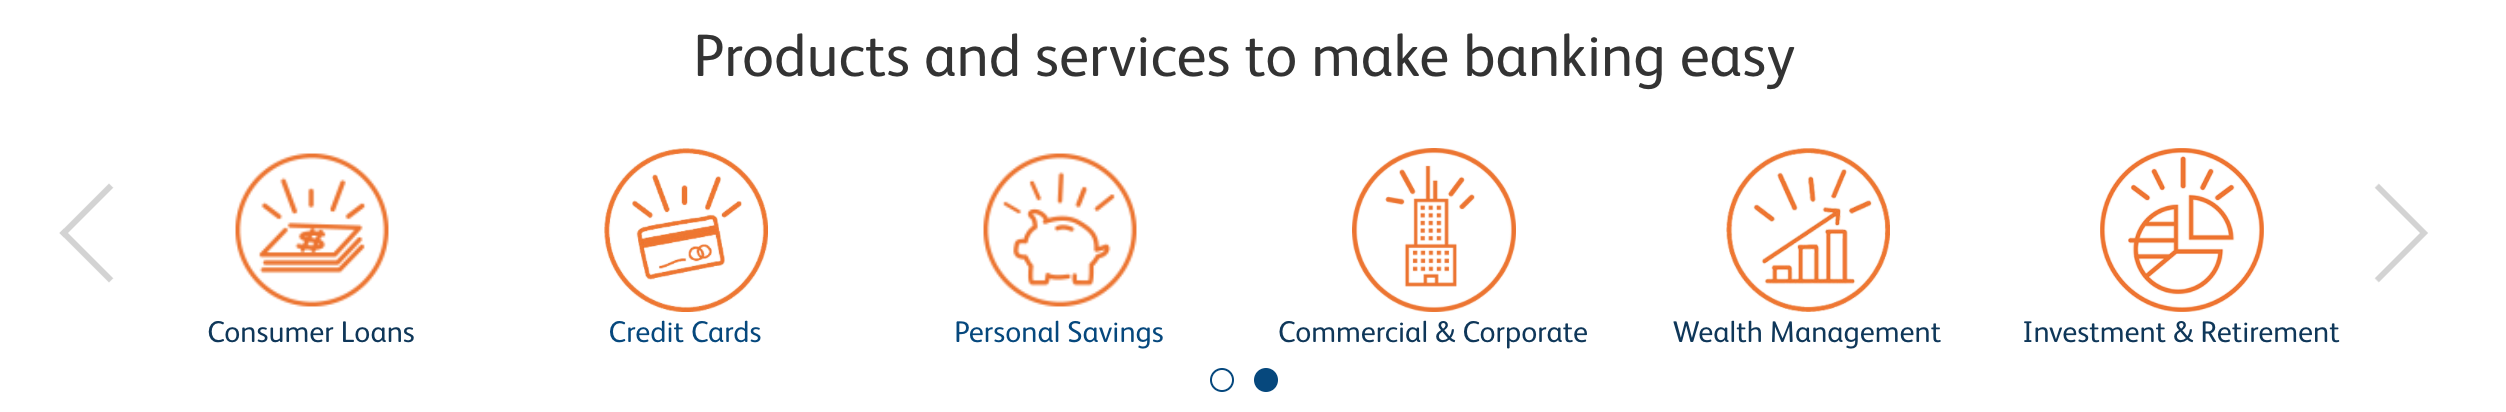 Products and services to make banking easy
Consumer Loans
Credit Cards
Personal Savings
Commercial & Corporate
Wealth Management
Investment & Retirement